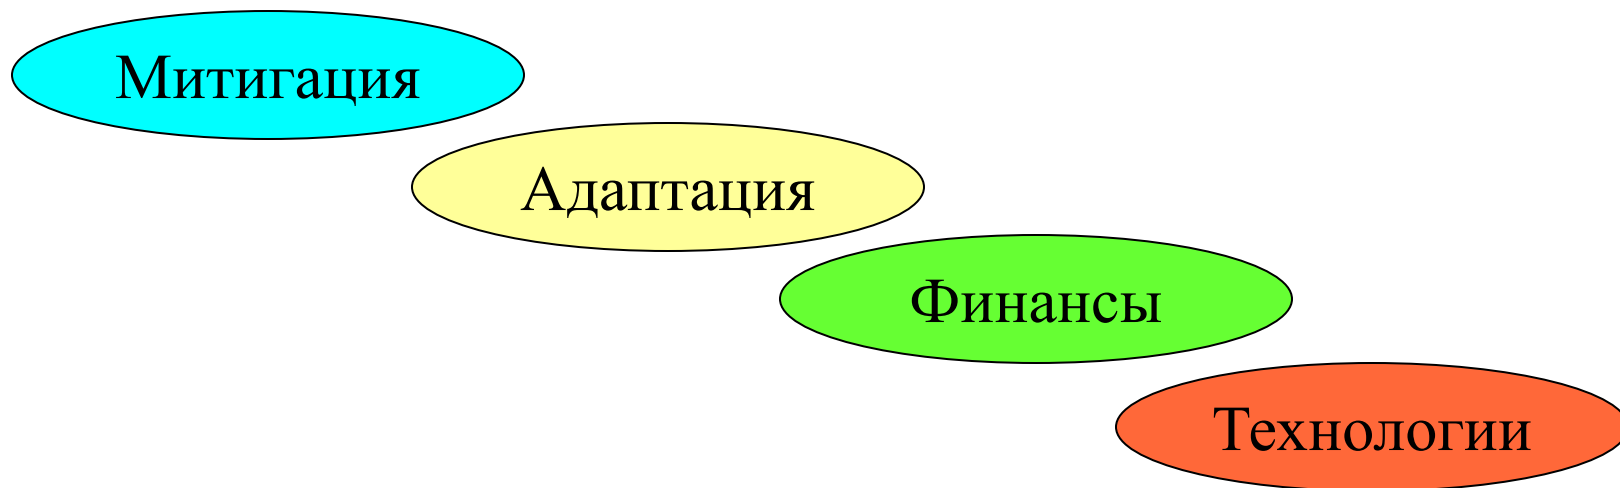 Митигация
Адаптация
Финансы
Технологии